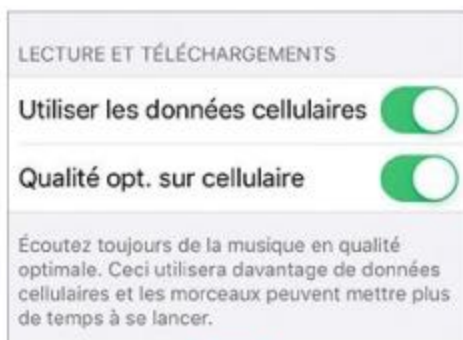 LECTURE ET TÉLÉCHARGEMENTS
Utiliser les données cellulaires
Qualité opt. sur cellulaire
Écoutez toujours de la musique en qualité
optimale. Ceci utilisera davantage de données
cellulaires et les morceaux peuvent mettre plus
de temps à se lancer.